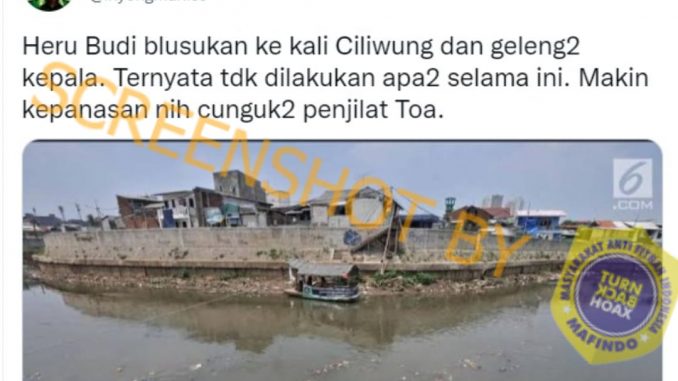 Heru Budi blusukan ke kali Ciliwung dan geleng2
kepala. Ternyata tdk dilakukan apa2 selama ini. Makin
kepanasan nih cunguk2 penjilat Toa.
SCREENSHOT BY
6
.COM
MASYARAKAT ANTI FITNAH INDONESIA
TURN
BACK
HOAX
MAFINDO